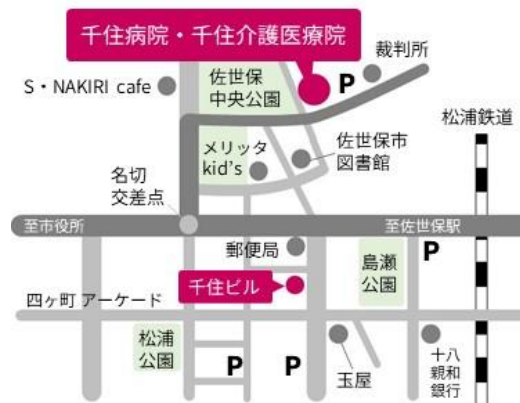 千住病院・千住介護医療院
裁判所
P
S・NAKIRI cafe
佐世保
中央公園
松浦鉄道
メリッタ
kid's
佐世保市
図書館
名切
交差点
至市役所
至佐世保駅
郵便局
島瀬
公園
P
千住ビル
四ヶ町 アーケード
松浦
公園
P
P
玉屋
十八
親和
銀行